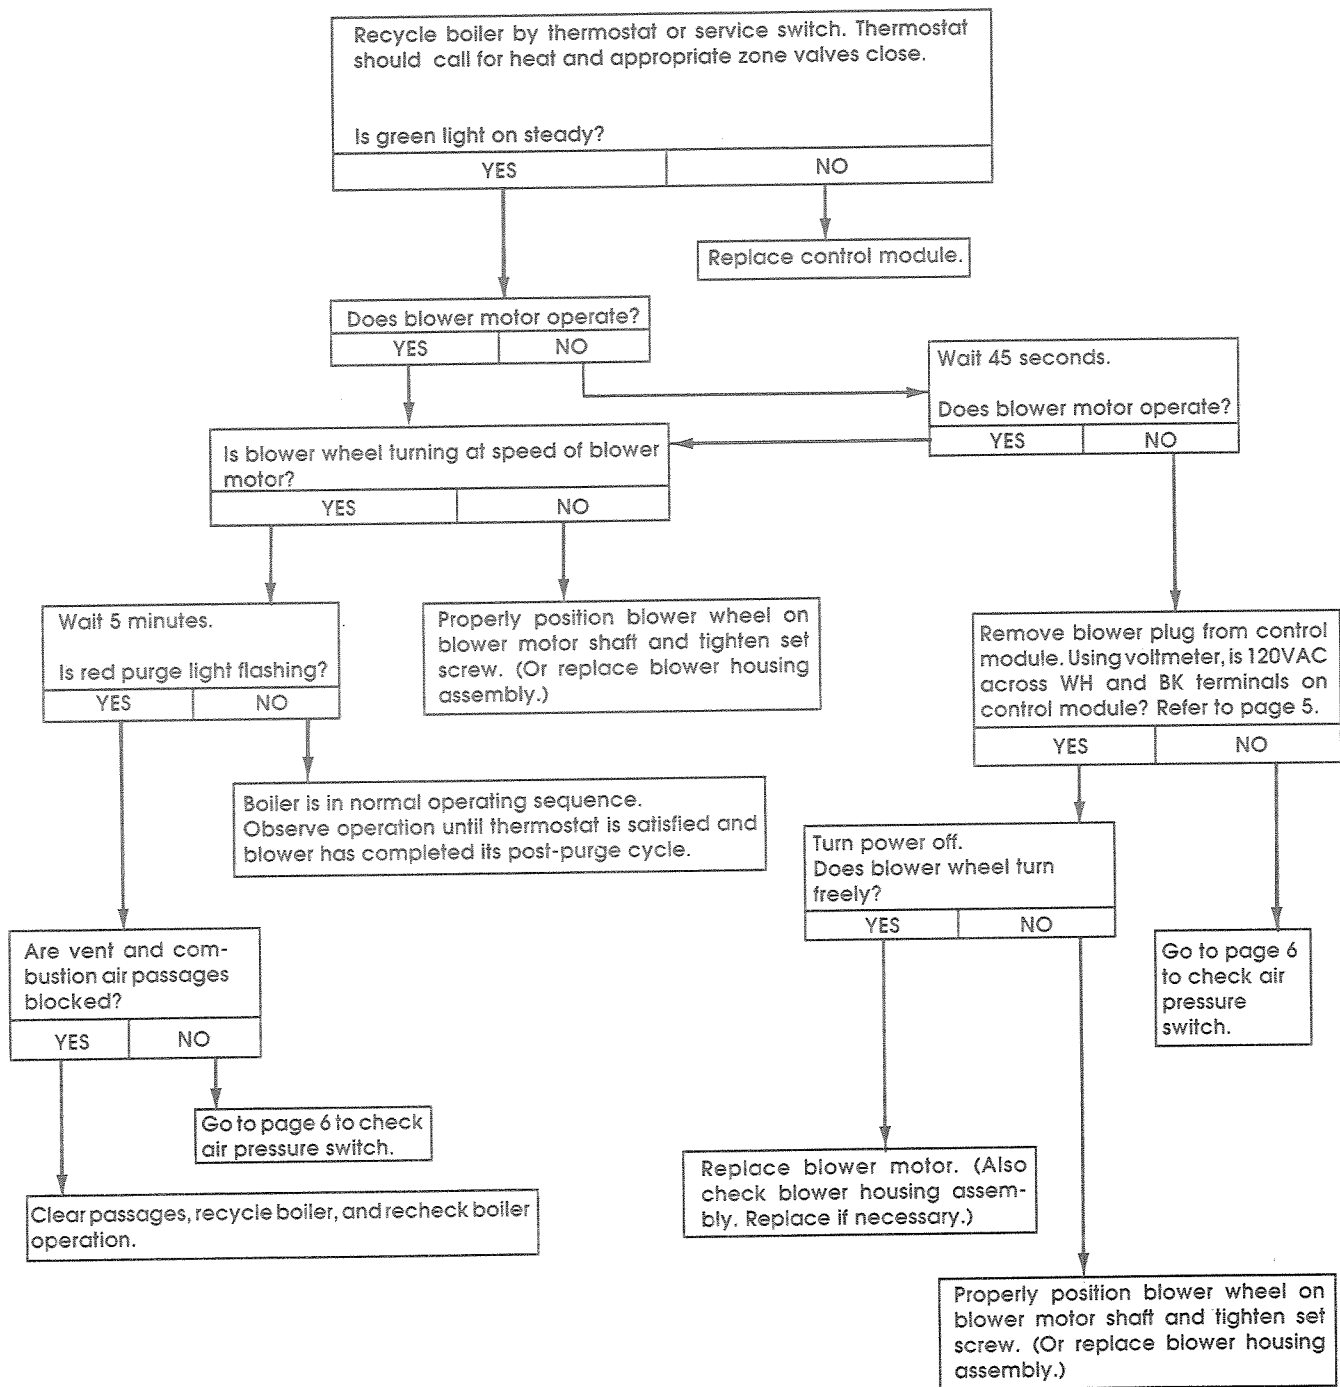 Recycle boiler by thermostat or service switch. Thermostat
should call for heat and appropriate zone valves close.
Is green light on steady?
YES
NO
Replace control module.
Does blower motor operate?
YES
NO
Wait 45 seconds.
Does blower motor operate?
YES
NO
Is blower wheel turning at speed of blower
motor?
YES
NO
Wait 5 minutes.
Is red purge light flashing?
YES
NO
Properly position blower wheel on
blower motor shaft and tighten set
screw. (Or replace blower housing
assembly.)
Remove blower plug from control
module. Using voltmeter, is 120VAC
across WH and BK terminals on
control module? Refer to page 5.
YES
NO
Boiler is in normal operating sequence.
Observe operation until thermostat is satisfied and
blower has completed its post-purge cycle.
Turn power off.
Does blower wheel turn
freely?
YES
NO
Go to page 6
to check air
pressure
switch.
Are vent and com-
bustion air passages
blocked?
YES
NO
Go to page 6 to check
air pressure switch.
Clear passages, recycle boiler, and recheck boiler
operation.
Replace blower motor. (Also
check blower housing assem-
bly. Replace if necessary.)
Properly position blower wheel on
blower motor shaft and tighten set
screw. (Or replace blower housing
assembly.)